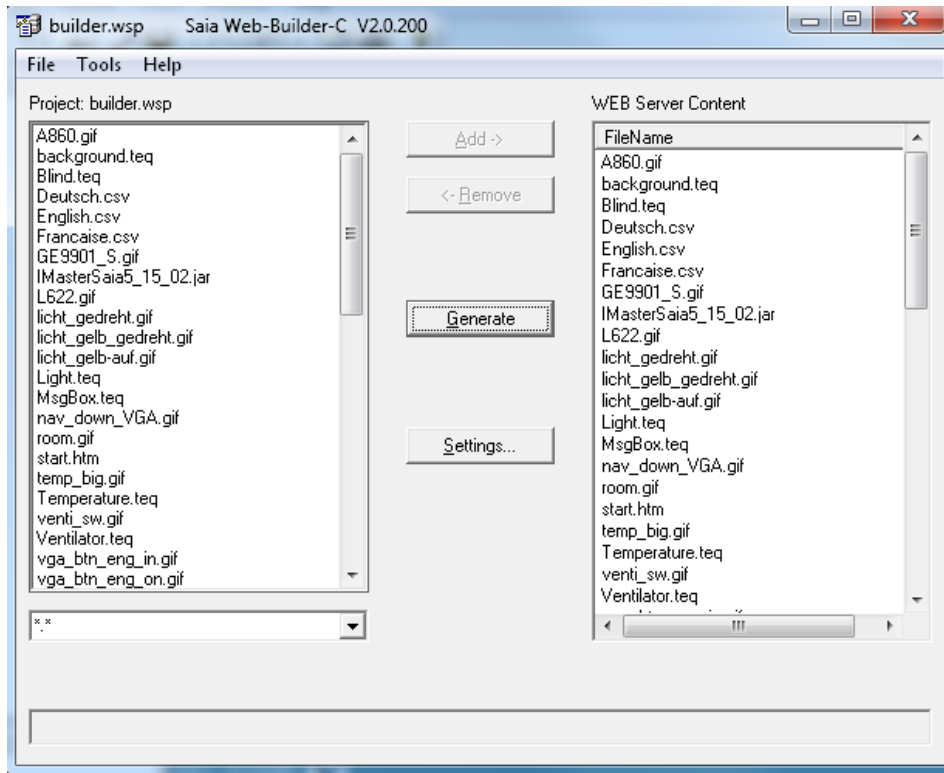 builder.wsp Saia Web-Builder-C V2.0.200
File Tools Help
Project: builder.wsp
A860.gif
background.teq
Blind.teq
Deutsch.csv
English.csv
Francaise.csv
GE9901_S.gif
IMasterSaia5_15_02.jar
L622.gif
licht_gedreht.gif
licht_gelb_gedreht.gif
licht_gelb-auf.gif
Light.teq
MsgBox.teq
nav_down_VGA.gif
room.gif
start.htm
temp_big.gif
Temperature.teq
venti_sw.gif
Ventilator.teq
vga_btn_eng_in.gif
vga_btn_eng_on.gif
*.*
Add ->
<- Remove
Generate
Settings...
WEB Server Content
FileName
A860.gif
background.teq
Blind.teq
Deutsch.csv
English.csv
Francaise.csv
GE9901_S.gif
IMasterSaia5_15_02.jar
L622.gif
licht_gedreht.gif
licht_gelb_gedreht.gif
licht_gelb-auf.gif
Light.teq
MsgBox.teq
nav_down_VGA.gif
room.gif
start.htm
temp_big.gif
Temperature.teq
venti_sw.gif
Ventilator.teq